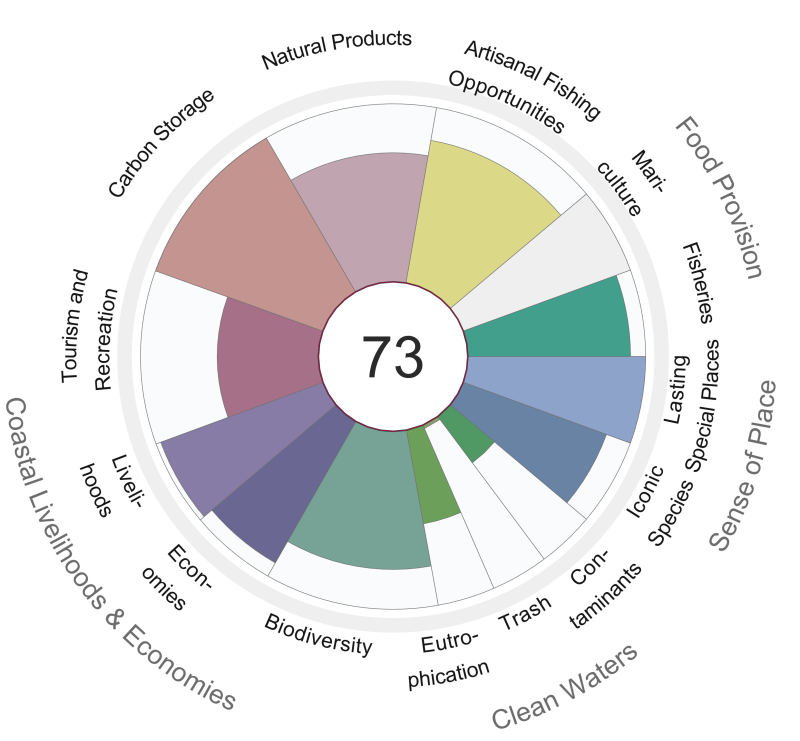 Natural Products
Artisanal Fishing
Opportunities
Mari-
culture
Food Provision
Fisheries
Lasting
Special Places
Sense of Place
Iconic
Species
Con-
taminants
Trash
Clean Waters
Eutro-
phication
Biodiversity
Econ-
omies
Liveli-
hoods
Coastal Livelihoods & Economies
Tourism and
Recreation
Carbon Storage
73